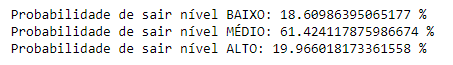 Probabilidade de sair nível BAIXO: 18.60986395065177 %
Probabilidade de sair nível MÉDIO: 61.424117875986674 %
Probabilidade de sair nível ALTO: 19.966018173361558 %